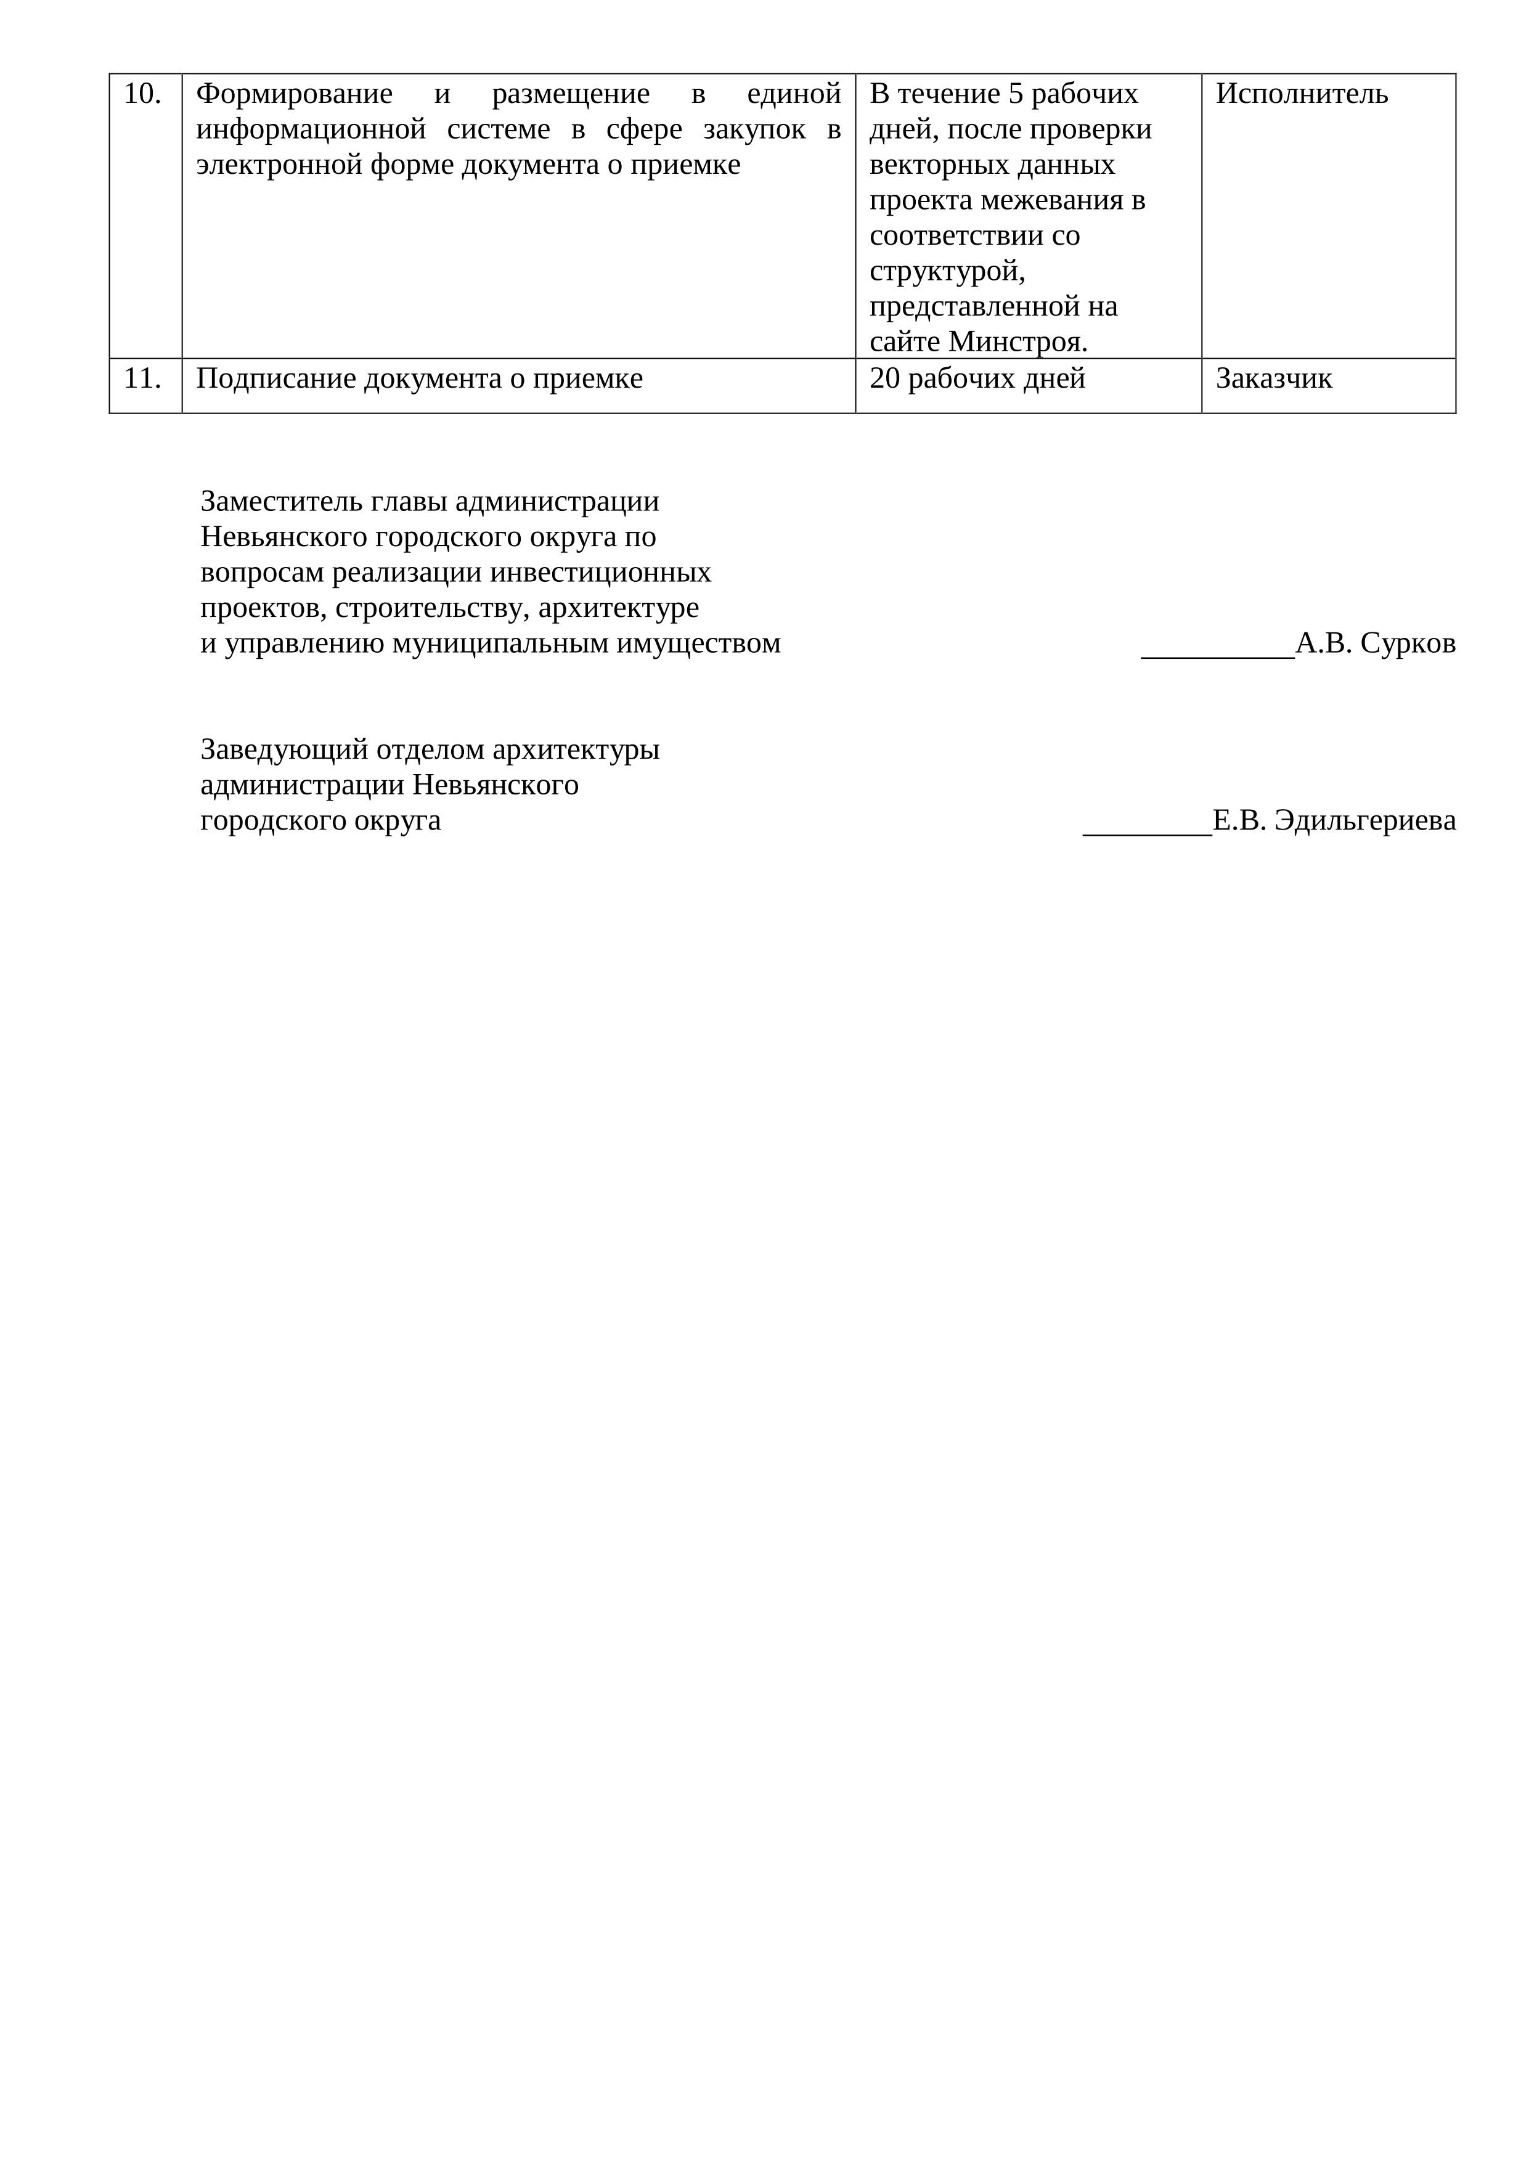 10.
Формирование и размещение в единой
информационной системе в сфере закупок в
электронной форме документа о приемке
В течение 5 рабочих
дней, после проверки
векторных данных
проекта межевания в
соответствии со
структурой,
представленной на
сайте Минстроя.
Исполнитель
11.
Подписание документа о приемке
20 рабочих дней
Заказчик
Заместитель главы администрации
Невьянского городского округа по
вопросам реализации инвестиционных
проектов, строительству, архитектуре
и управлению муниципальным имуществом __________А.В. Сурков
Заведующий отделом архитектуры
администрации Невьянского
городского округа ________Е.В. Эдильгериева